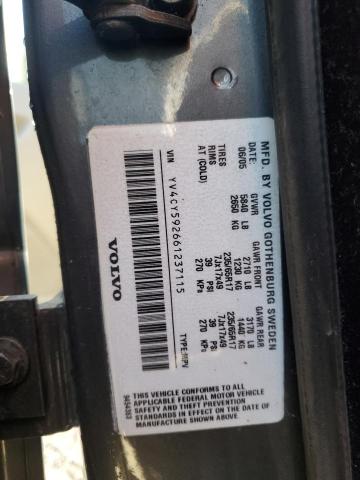 MFD. BY VOLVO GOTHENBURG SWEDEN
DATE: 06/05 GVWR 5840 LB 2650 KG GAWR FRONT 2710 LB 1230 KG GAWR REAR 3170 LB 1440 KG
TIRES 235/65R17 235/65R17
RIMS 7Jx17x49 7Jx17x49
AT (COLD) 39 PSI 39 PSI
270 KPa 270 KPa
VIN YV4CY592661237115 TYPE:MPV
VOLVO
THIS VEHICLE CONFORMS TO ALL
APPLICABLE FEDERAL MOTOR VEHICLE
SAFETY AND BUMPER AND THEFT PREVENTION
STANDARDS IN EFFECT ON THE DATE OF
MANUFACTURE SHOWN ABOVE.